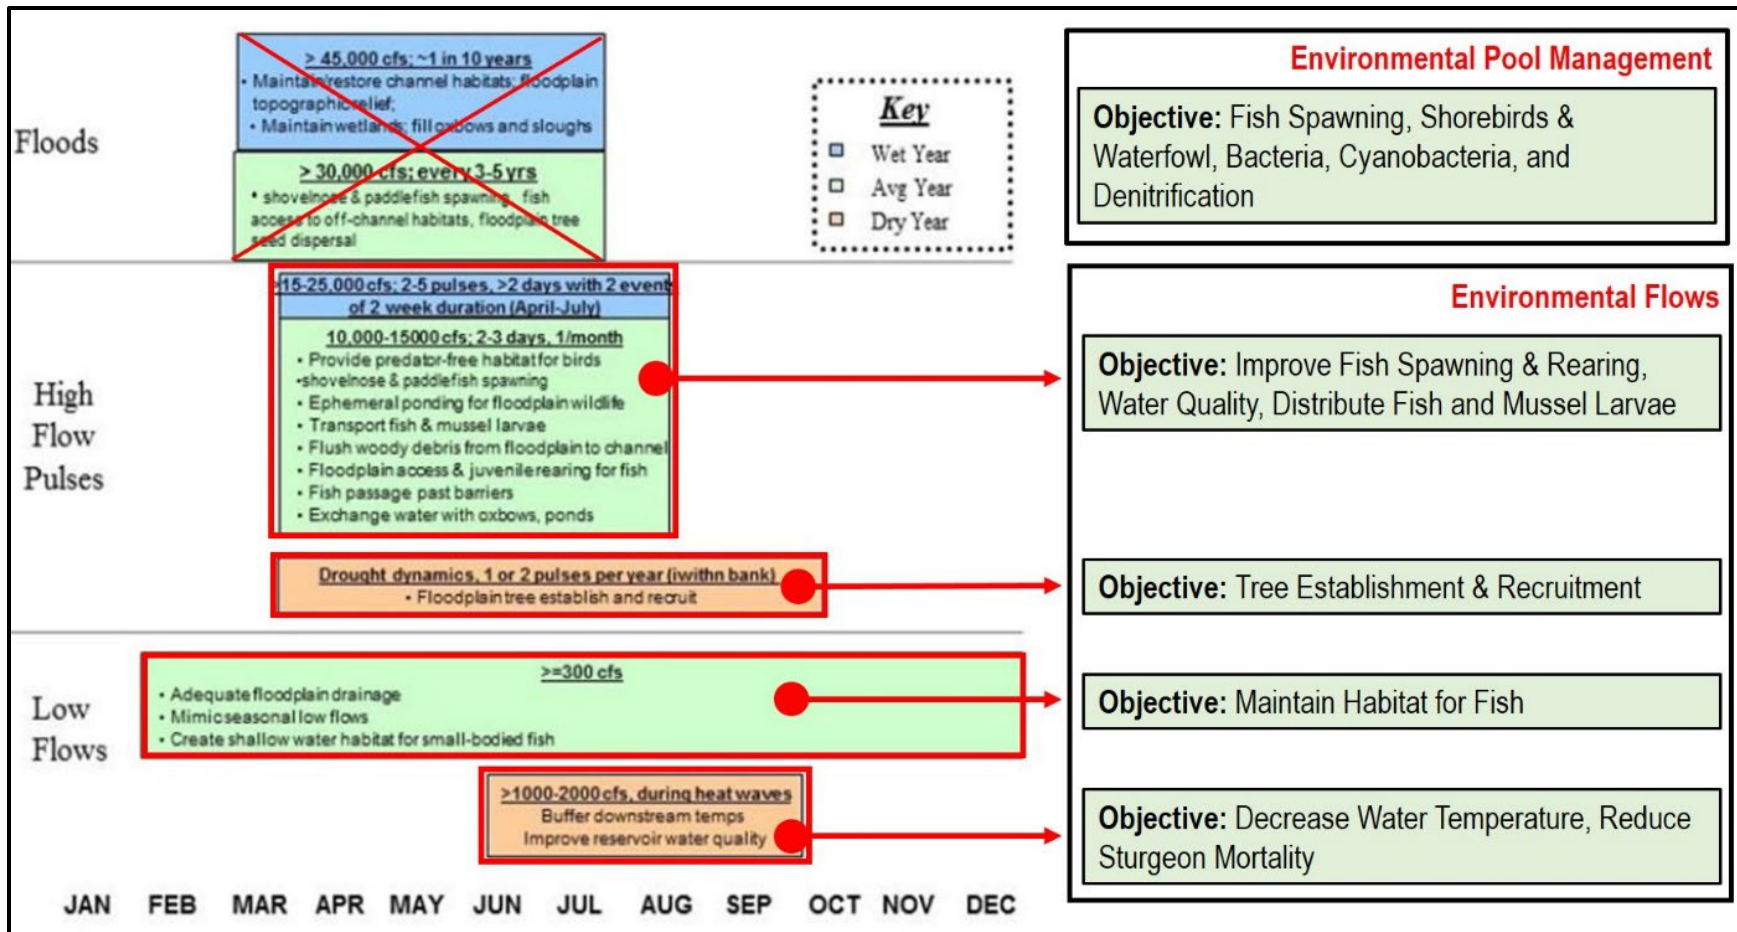 > 45,000 cfs; ~1 in 10 years
• Maintain/restore channel habitats; floodplain
topographic relief;
• Maintain wetlands; fill oxbows and sloughs
Floods
> 30,000 cfs; every 3-5 yrs
• shovelnose & paddlefish spawning, fish
access to off-channel habitats, floodplain tree
seed dispersal
Key
Wet Year
Avg Year
Dry Year
Environmental Pool Management
Objective: Fish Spawning, Shorebirds &
Waterfowl, Bacteria, Cyanobacteria, and
Denitrification
>15-25,000 cfs; 2-5 pulses, >2 days with 2 event
of 2 week duration (April-July)
10,000-15000 cfs; 2-3 days, 1/month
• Provide predator-free habitat for birds
•shovelnose & paddlefish spawning
• Ephemeral ponding for floodplain wildlife
• Transport fish & mussel larvae
• Flush woody debris from floodplain to channel
• Floodplain access & juvenile rearing for fish
• Fish passage past barriers
• Exchange water with oxbows, ponds
High
Flow
Pulses
Drought dynamics, 1 or 2 pulses per year (iwithn bank)
• Floodplain tree establish and recruit
Environmental Flows
Objective: Improve Fish Spawning & Rearing,
Water Quality, Distribute Fish and Mussel Larvae
Objective: Tree Establishment & Recruitment
Low
Flows
>=300 cfs
• Adequate floodplain drainage
• Mimic seasonal low flows
• Create shallow water habitat for small-bodied fish
Objective: Maintain Habitat for Fish
>1000-2000 cfs, during heat waves
Buffer downstream temps
Improve reservoir water quality
Objective: Decrease Water Temperature, Reduce
Sturgeon Mortality
JAN FEB MAR APR MAY JUN JUL AUG SEP OCT NOV DEC